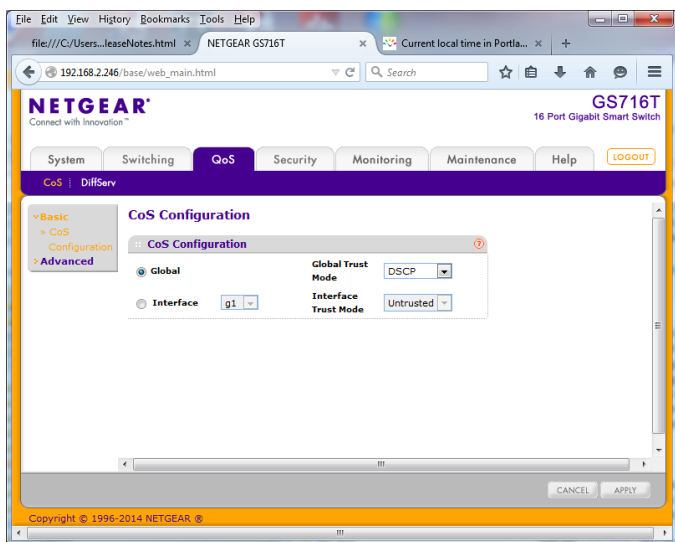 File Edit View History Bookmarks Tools Help
file:///C:/Users...leaseNotes.html × NETGEAR GS716T × Current local time in Portla... × +
192.168.2.246/base/web_main.html Search
NETGEAR®
Connect with Innovation™
GS716T
16 Port Gigabit Smart Switch
System Switching QoS Security Monitoring Maintenance Help LOGOUT
CoS | DiffServ
Basic
» CoS Configuration
Advanced
CoS Configuration
CoS Configuration ?
Global Global Trust Mode DSCP
Interface g1 Interface Trust Mode Untrusted
CANCEL APPLY
Copyright © 1996-2014 NETGEAR ®